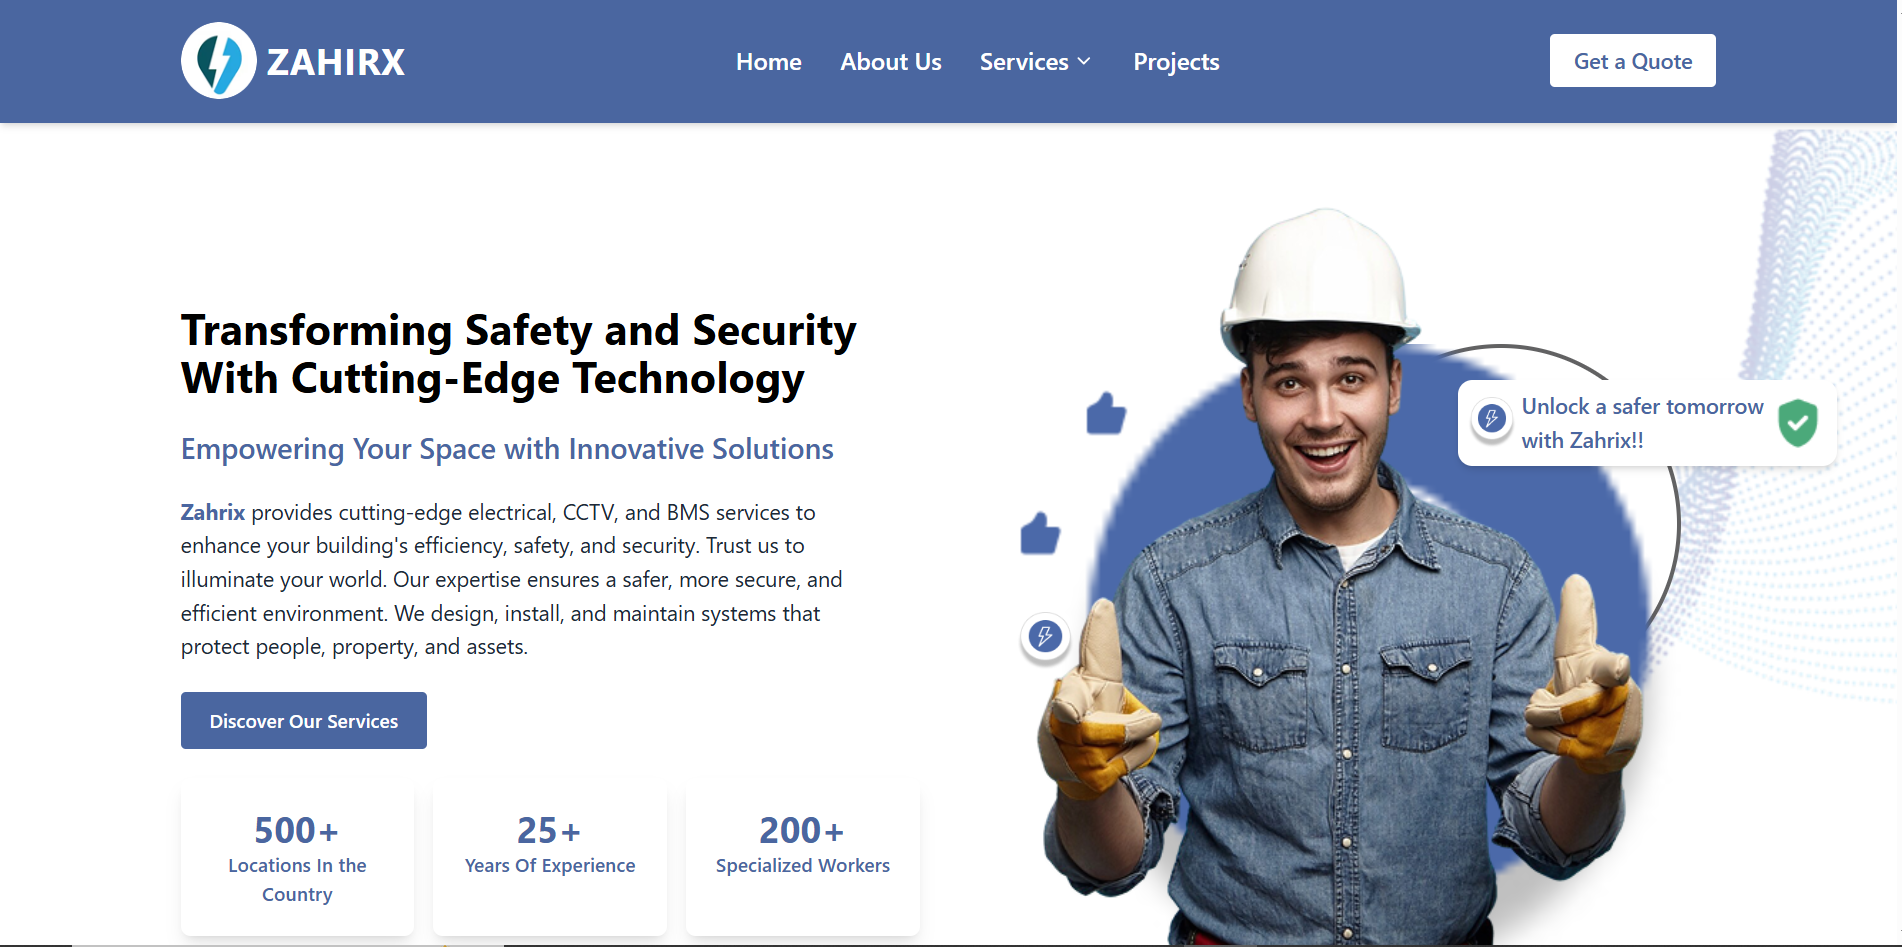 ZAHIRX
Home
About Us
Services
Projects
Get a Quote
Transforming Safety and Security
With Cutting-Edge Technology
Empowering Your Space with Innovative Solutions
Zahrix provides cutting-edge electrical, CCTV, and BMS services to
enhance your building's efficiency, safety, and security. Trust us to
illuminate your world. Our expertise ensures a safer, more secure, and
efficient environment. We design, install, and maintain systems that
protect people, property, and assets.
Discover Our Services
500+
Locations In the
Country
25+
Years Of Experience
200+
Specialized Workers
Unlock a safer tomorrow
with Zahrix!!